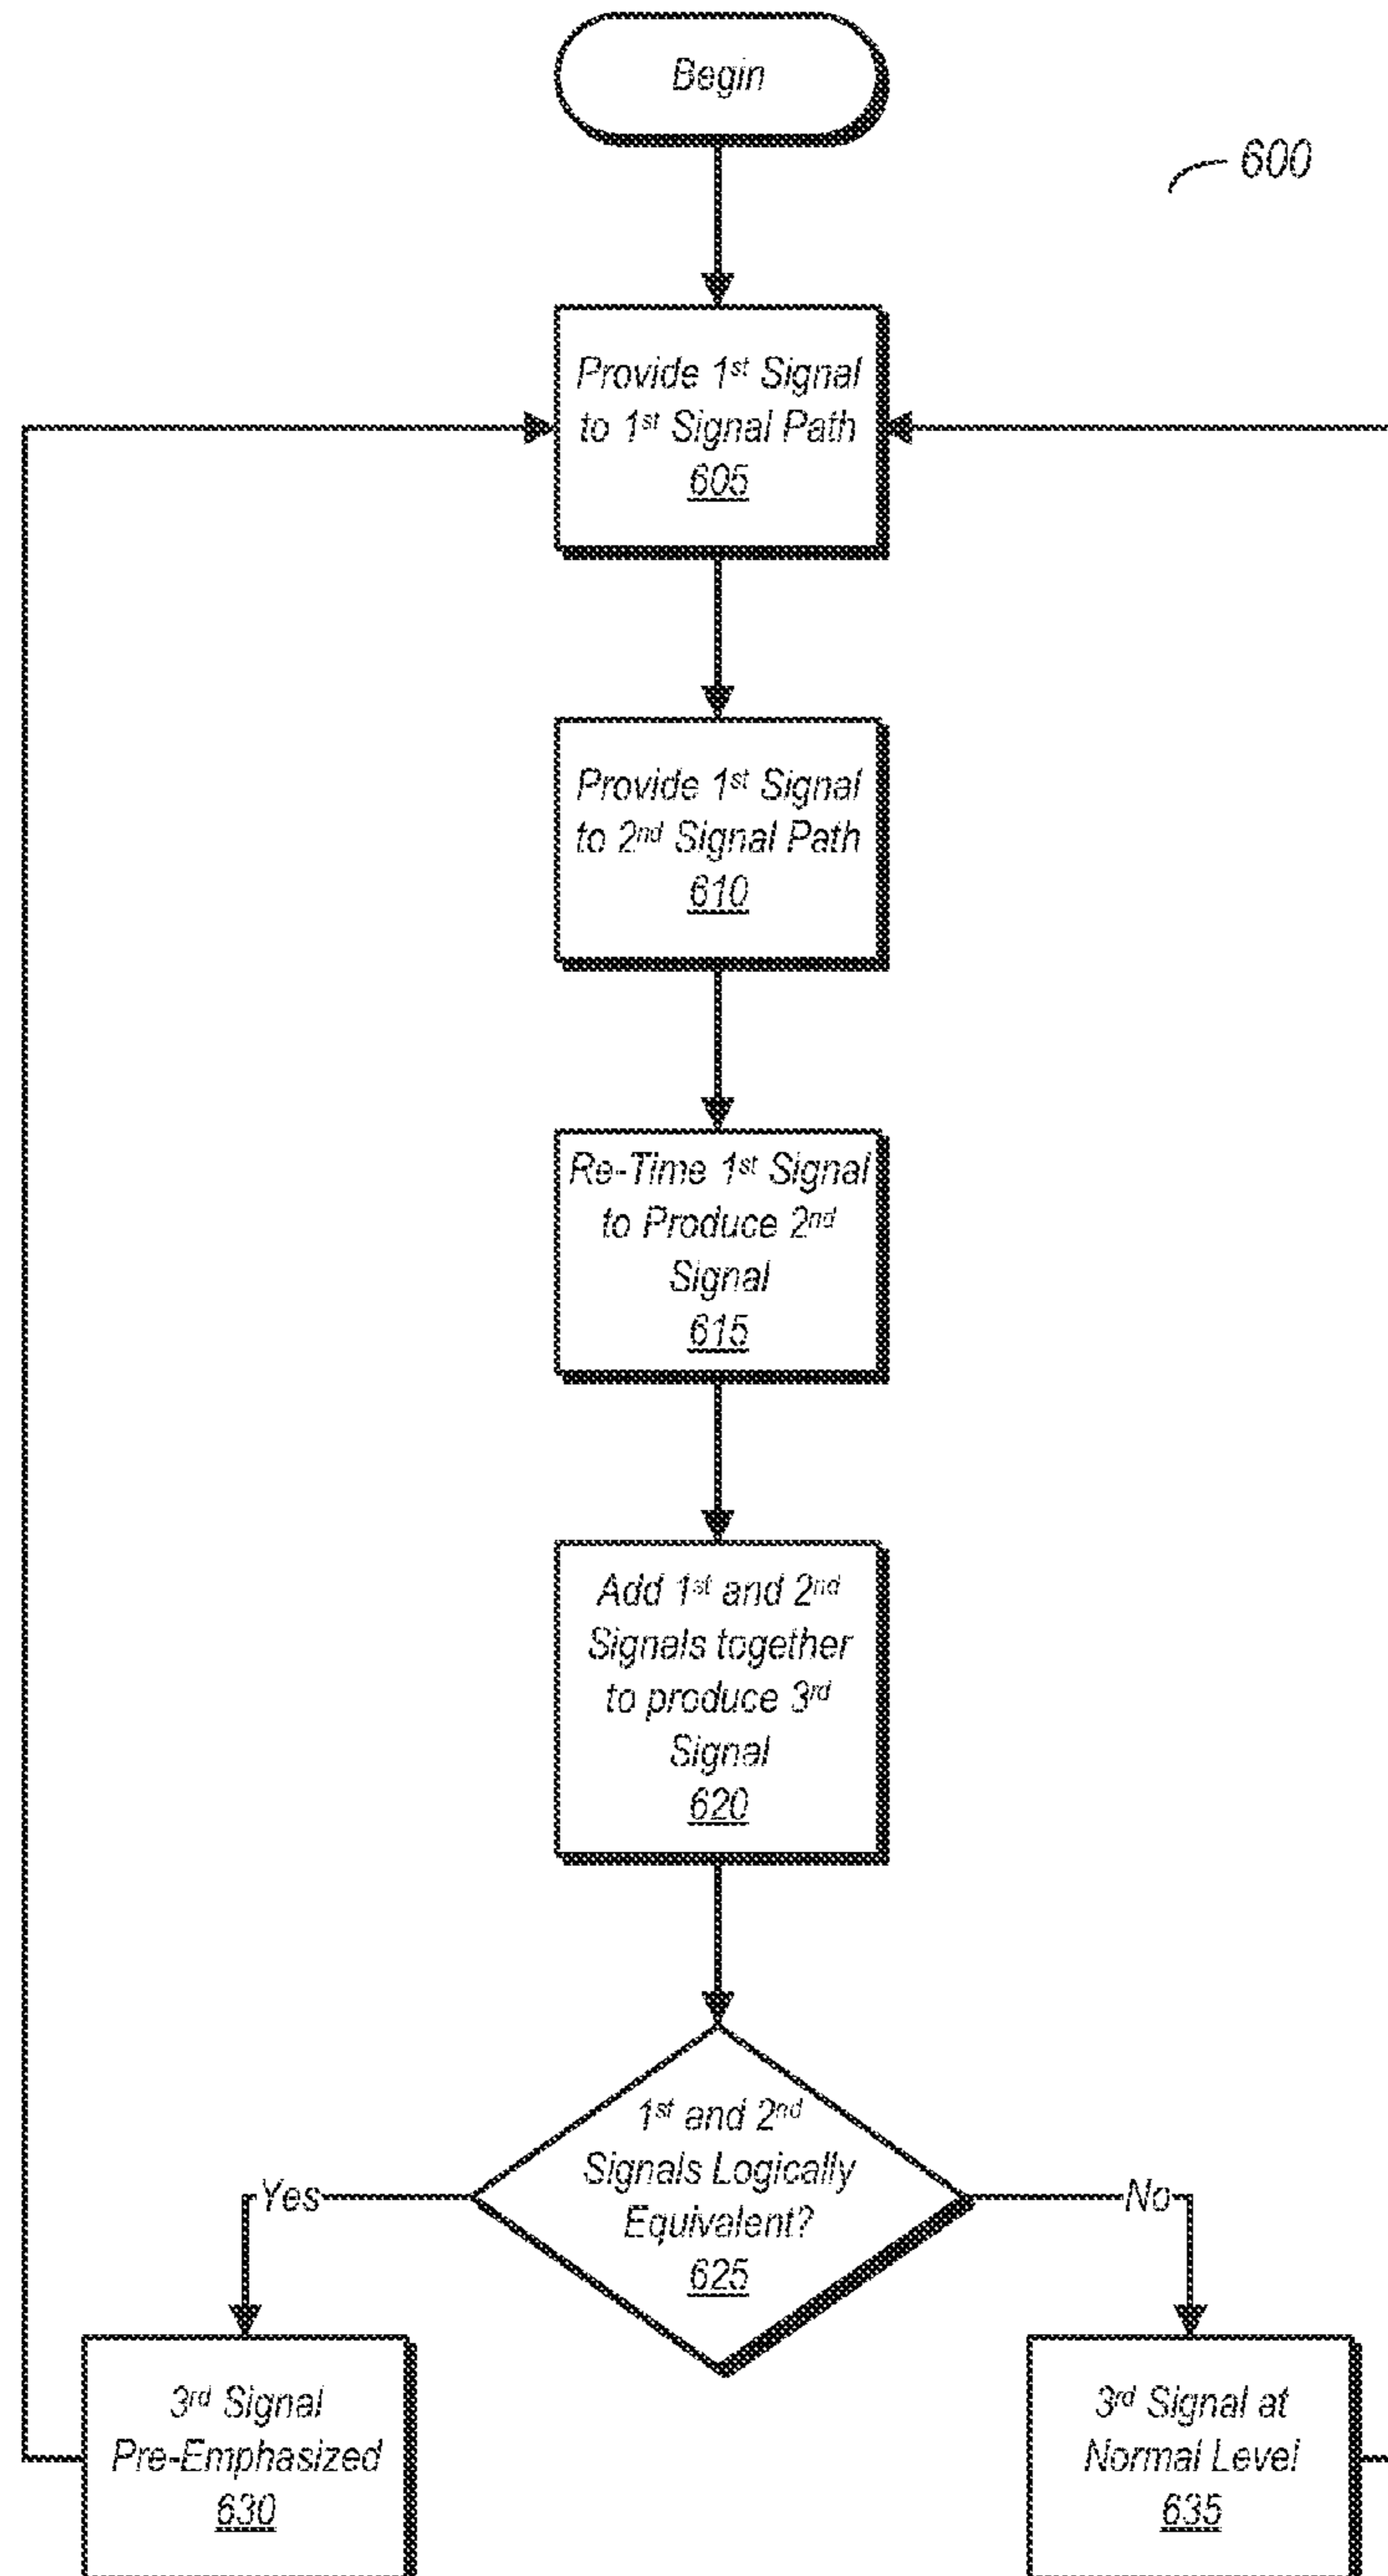 Begin
600
Provide 1st Signal
to 1st Signal Path
605
Provide 1st Signal
to 2nd Signal Path
610
Re-Time 1st Signal
to Produce 2nd
Signal
615
Add 1st and 2nd
Signals together
to produce 3rd
Signal
620
1st and 2nd
Signals Logically
Equivalent?
625
Yes
No
3rd Signal
Pre-Emphasized
630
3rd Signal at
Normal Level
635